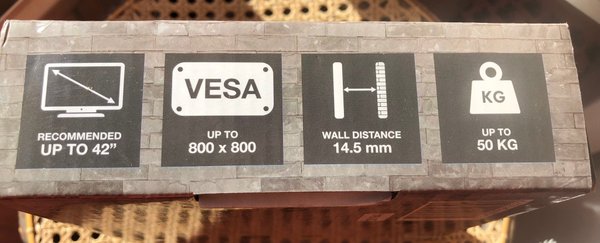 RECOMMENDED
UP TO 42"
VESA
UP TO
800 x 800
WALL DISTANCE
14.5 mm
KG
UP TO
50 KG